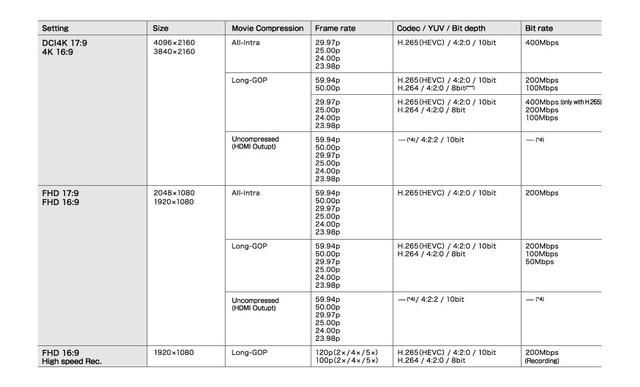 Setting Size Movie Compression Frame rate Codec / YUV / Bit depth Bit rate
DCI4K 17:9 4096×2160 All-Intra 29.97p H.265(HEVC) / 4:2:0 / 10bit 400Mbps
4K 16:9 3840×2160 25.00p
24.00p
23.98p
Long-GOP 59.94p H.265(HEVC) / 4:2:0 / 10bit 200Mbps
50.00p H.264 / 4:2:0 / 8bit 100Mbps
29.97p H.265(HEVC) / 4:2:0 / 10bit 400Mbps (only with H.265)
25.00p H.264 / 4:2:0 / 8bit 200Mbps
24.00p 100Mbps
23.98p
Uncompressed 59.94p —(*4)/ 4:2:2 / 10bit —(*4)
(HDMI Outupt) 50.00p
29.97p
25.00p
24.00p
23.98p
FHD 17:9 2048×1080 All-Intra 59.94p H.265(HEVC) / 4:2:0 / 10bit 200Mbps
FHD 16:9 1920×1080 50.00p
29.97p
25.00p
24.00p
23.98p
Long-GOP 59.94p H.265(HEVC) / 4:2:0 / 10bit 200Mbps
50.00p H.264 / 4:2:0 / 8bit 100Mbps
29.97p 50Mbps
25.00p
24.00p
23.98p
Uncompressed 59.94p —(*4)/ 4:2:2 / 10bit —(*4)
(HDMI Outupt) 50.00p
29.97p
25.00p
24.00p
23.98p
FHD 16:9 1920×1080 Long-GOP 120p(2×/4×/5×) H.265(HEVC) / 4:2:0 / 10bit 200Mbps
High speed Rec. 100p(2×/4×/5×) H.264 / 4:2:0 / 8bit (Recording)